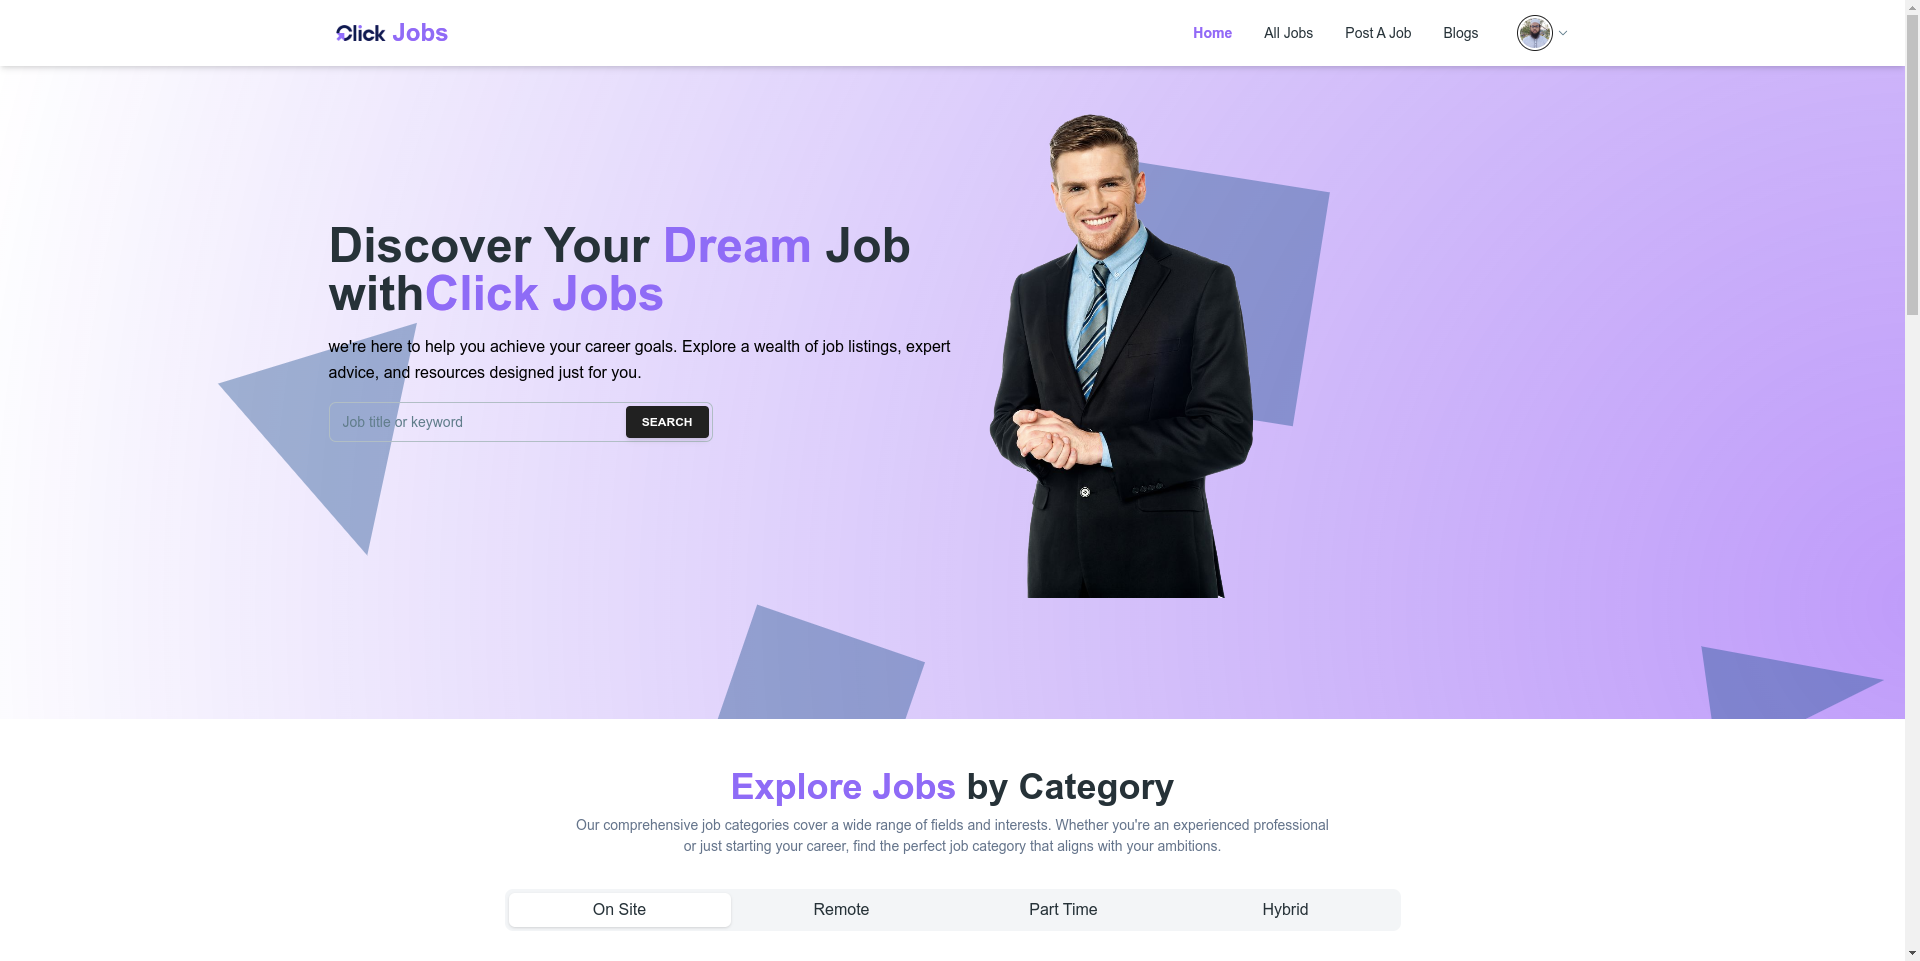 Click Jobs
Home
All Jobs
Post A Job
Blogs
Discover Your Dream Job
withClick Jobs
we're here to help you achieve your career goals. Explore a wealth of job listings, expert
advice, and resources designed just for you.
Job title or keyword
SEARCH
Explore Jobs by Category
Our comprehensive job categories cover a wide range of fields and interests. Whether you're an experienced professional
or just starting your career, find the perfect job category that aligns with your ambitions.
On Site
Remote
Part Time
Hybrid